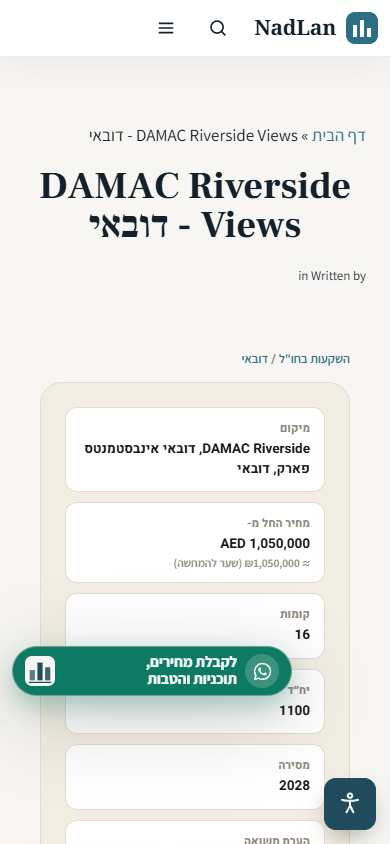 NadLan
דף הבית » DAMAC Riverside Views - דובאי
DAMAC Riverside
Views - דובאי
in Written by
השקעות בחו"ל / דובאי
מיקום
DAMAC Riverside, דובאי אינבסטמנטס
פארק, דובאי
מחיר החל מ-
AED 1,050,000
≈ ₪1,050,000 (שער להמחשה)
קומות
16
יח״ד
1100
לקבלת מחירים,
תוכניות והטבות
מסירה
2028
הערת תשואה